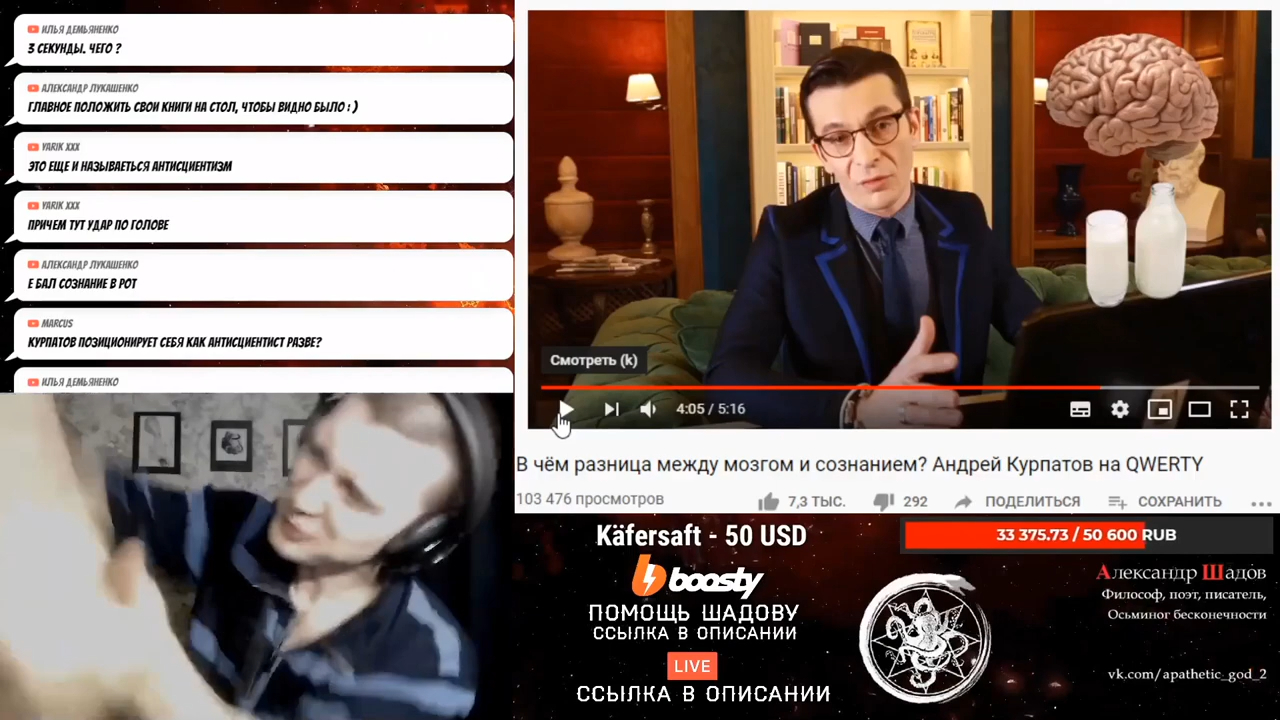 ИЛЬЯ ДЕМЬЯНЕНКО
3 СЕКУНДЫ. ЧЕГО ?
АЛЕКСАНДР ЛУКАШЕНКО
ГЛАВНОЕ ПОЛОЖИТЬ СВОИ КНИГИ НА СТОЛ, ЧТОБЫ ВИДНО БЫЛО : )
YARIK XXX
ЭТО ЕЩЕ И НАЗЫВАЕТЬСЯ АНТИСЦИЕНТИЗМ
YARIK XXX
ПРИЧЕМ ТУТ УДАР ПО ГОЛОВЕ
АЛЕКСАНДР ЛУКАШЕНКО
Е БАЛ СОЗНАНИЕ В РОТ
MARCUS
КУРПАТОВ ПОЗИЦИОНИРУЕТ СЕБЯ КАК АНТИСЦИЕНТИСТ РАЗВЕ?
ИЛЬЯ ДЕМЬЯНЕНКО
Смотреть (k)
4:05 / 5:16
В чём разница между мозгом и сознанием? Андрей Курпатов на QWERTY
103 476 просмотров
7,3 ТЫС.
292
ПОДЕЛИТЬСЯ
СОХРАНИТЬ
Käfersaft - 50 USD
boosty
ПОМОЩЬ ШАДОВУ
ССЫЛКА В ОПИСАНИИ
LIVE
ССЫЛКА В ОПИСАНИИ
33 375.73 / 50 600 RUB
Александр Шадов
Философ, поэт, писатель,
Осьминог бесконечности
vk.com/apathetic_god_2